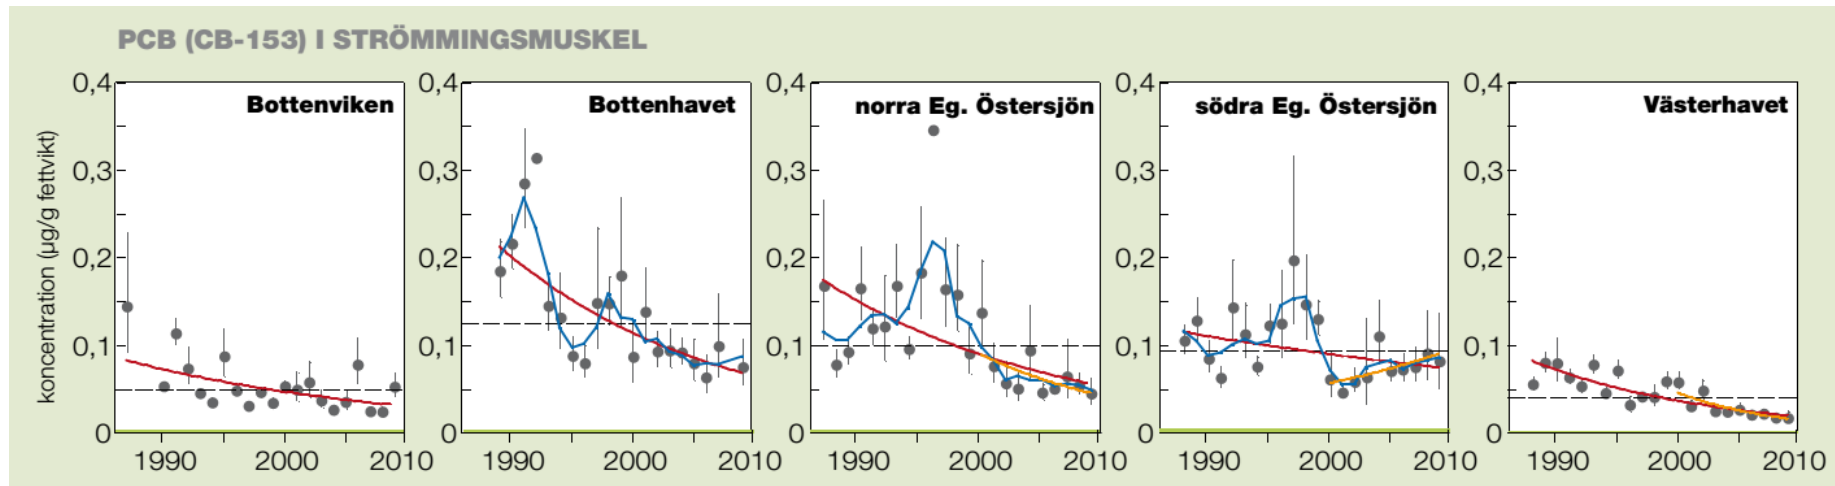 PCB (CB-153) I STRÖMMINGSMUSKEL
koncentration (µg/g fettvikt)
0,4
0,3
0,2
0,1
0
Bottenviken
1990 2000 2010
0,4
0,3
0,2
0,1
0
Bottenhavet
1990 2000 2010
0,4
0,3
0,2
0,1
0
norra Eg. Östersjön
1990 2000 2010
0,4
0,3
0,2
0,1
0
södra Eg. Östersjön
1990 2000 2010
0,4
0,3
0,2
0,1
0
Västerhavet
1990 2000 2010